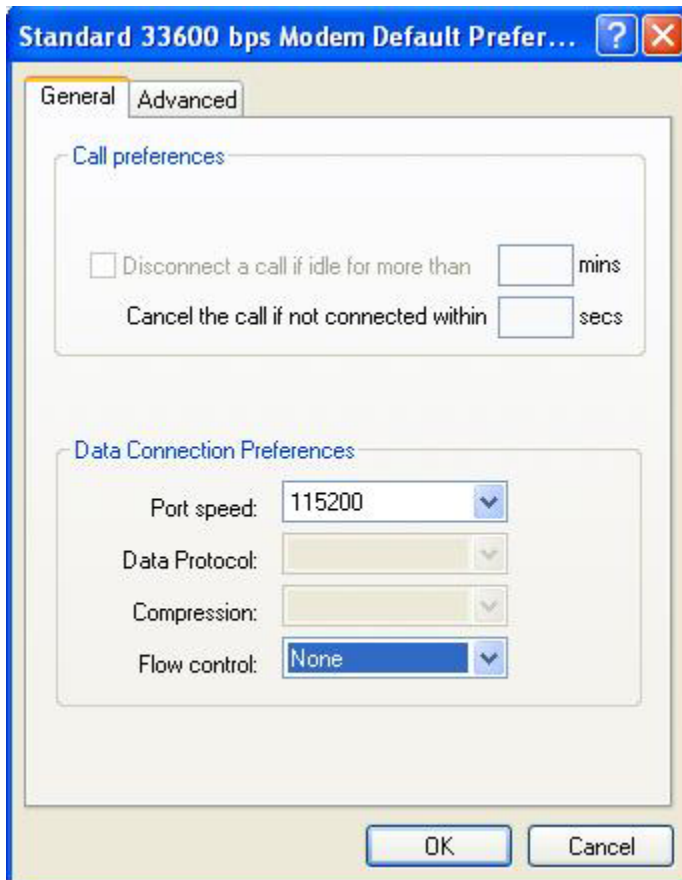 Standard 33600 bps Modem Default Prefer...
General Advanced
Call preferences
Disconnect a call if idle for more than mins
Cancel the call if not connected within secs
Data Connection Preferences
Port speed: 115200
Data Protocol:
Compression:
Flow control: None
OK Cancel